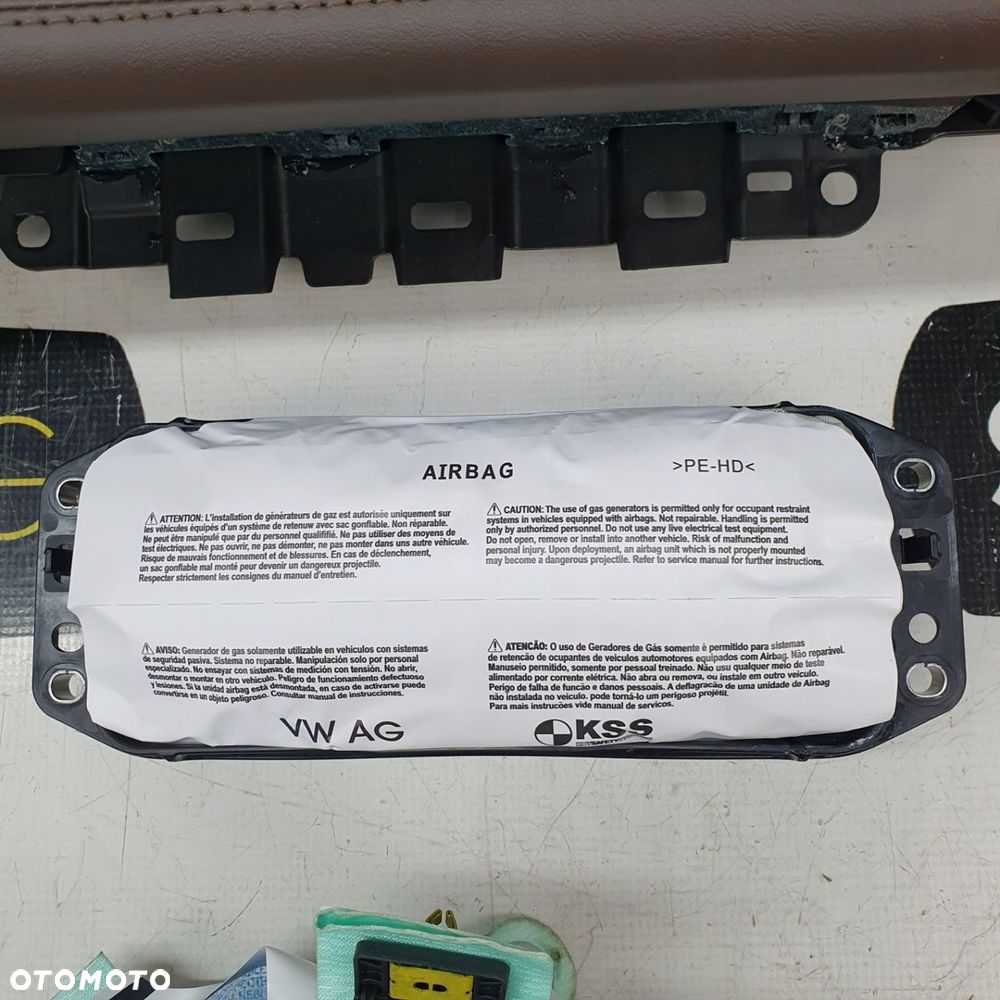 AIRBAG
>PE-HD<
ATTENTION: L'installation de générateurs de gaz est autorisée uniquement sur
les véhicules équipés d'un système de retenuw avec sac gonflable. Non réparable.
Ne peut être manipulé que par du personnel qualifié. Ne pas utiliser des moyens de
test électriques. Ne pas ouvrir, ne pas démonter, ne pas monter dans uns autre véhicule.
Risque de mauvais fonctionnement et de blessures. En cas de déclenchement,
un sac gonflable mal monté peur devenir un dangereux projectile.
Respecter strictement les consignes du manuel d'entretien.
CAUTION: The use of gas generators is permitted only for occupant restraint
systems in vehicles equipped with airbags. Not repairable. Handling is permitted
only by authorized personnel. Do not use any live electrical test equipment.
Do not open, remove or install into another vehicle. Risk of malfunction and
personal injury. Upon deployment, an airbag unit which is not properly mounted
may become a dangerous projectile. Refer to service manual for further instructions.
AVISO: Generador de gas solamente utilizable en vehiculos con sistemas
de seguridad pasiva. Sistema no reparable. Manipulación solo por personal
especializado. No ensayar con sistemas de medición con tensión. No abrir,
desmontar o montar en otro vehículo. Peligro de funcionamiento defectuoso
y lesiones. Si la unidad airbag está desmontada, en caso de activarse puede
convertirse en un objeto peligroso. Consultar manual de instrucciones.
ATENCÃO: O uso de Geradores de Gás somente é permitido para sistemas
de retención de ocupantes de veiculos automotores equipados com Airbag. Não reparável.
Manuseio permitido, somente por pessoal treinado. Não usu qualquer meio de teste
alimentado por corrente elétrica. Não abra ou remova, ou instale em outro veículo.
Perigo de falha de funcão e danos pessoais. A deflagracão de uma unidade de Airbag
não instalada no veiculo. pode torná-lo um perigoso projétil.
Para mais instrucões vide manual de servicos.
VW AG
KSS
OTOMOTO